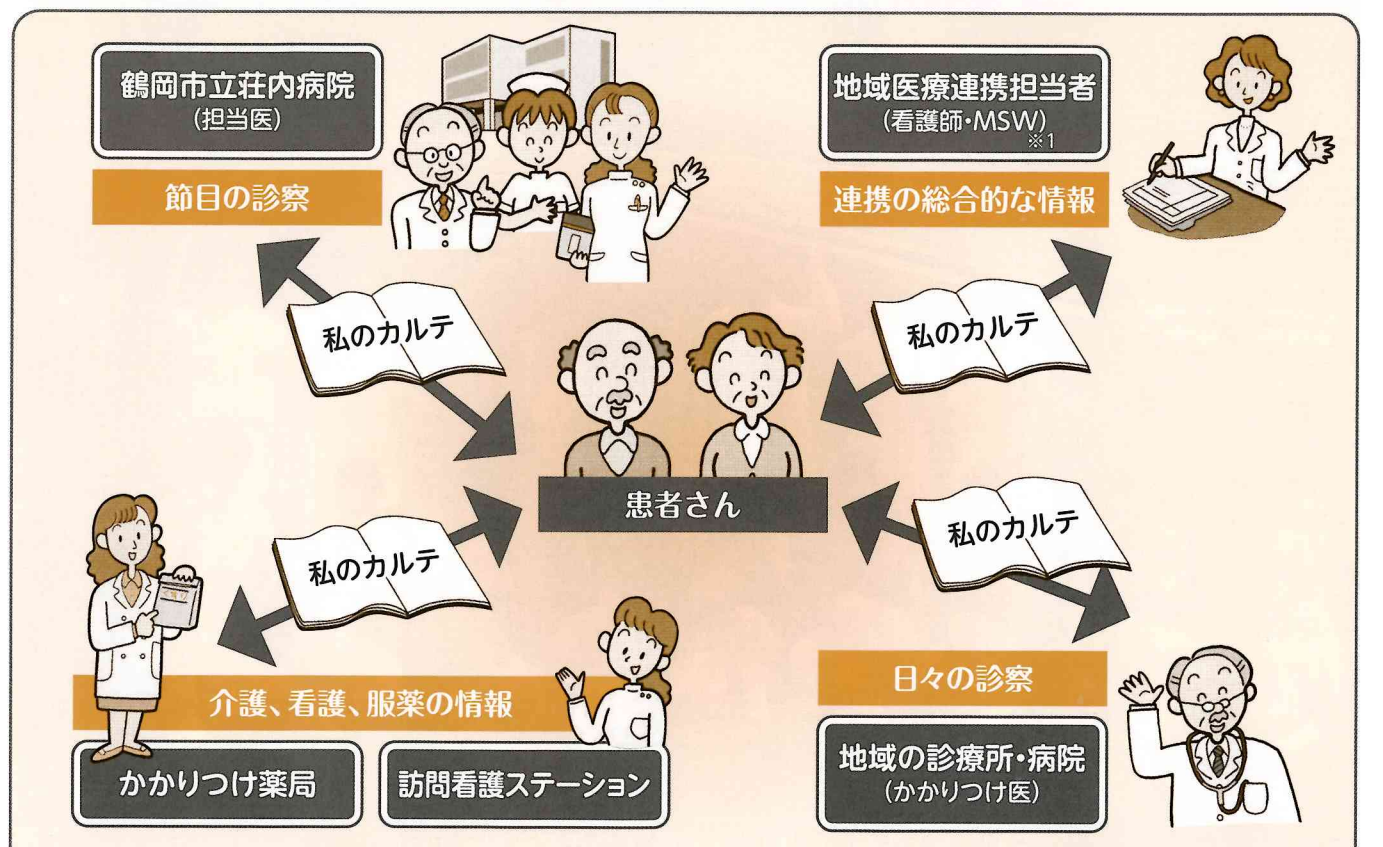 鶴岡市立荘内病院
(担当医)
節目の診察
地域医療連携担当者
(看護師・MSW)
※1
連携の総合的な情報
私のカルテ
私のカルテ
患者さん
私のカルテ
私のカルテ
介護、看護、服薬の情報
かかりつけ薬局
訪問看護ステーション
日々の診察
地域の診療所・病院
(かかりつけ医)